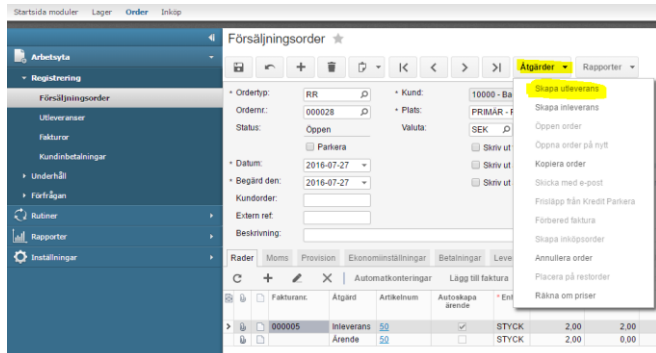 Startsida moduler Lager Order Inköp
Försäljningsorder
Arbetsyta
Registrering
Försäljningsorder
Utleveranser
Fakturor
Kundinbetalningar
Underhåll
Förfrågan
Rutiner
Rapporter
Inställningar
Åtgärder Rapporter
Ordertyp: RR Kund: 10000 - Ba
Ordernr.: 000028 Plats: PRIMÄR - F
Status: Öppen Valuta: SEK
Parkera Skriv ut
Datum: 2016-07-27 Skriv ut
Begärd den: 2016-07-27 Skriv ut
Kundorder:
Extern ref:
Beskrivning:
Skapa utleverans
Skapa inleverans
Öppen order
Öppna order på nytt
Kopiera order
Skicka med e-post
Frisläpp från Kredit Parkera
Förbered faktura
Skapa inköpsorder
Annullera order
Placera på restorder
Räkna om priser
Rader Moms Provision Ekonomiinställningar Betalningar Leve
Automatkonteringar Lägg till faktura
Fakturanr. Åtgärd Artikelnum Autoskapa ärende * Enl
000005 Inleverans 50 STYCK 2,00 2,00
Ärende 50 STYCK 2,00 0,00